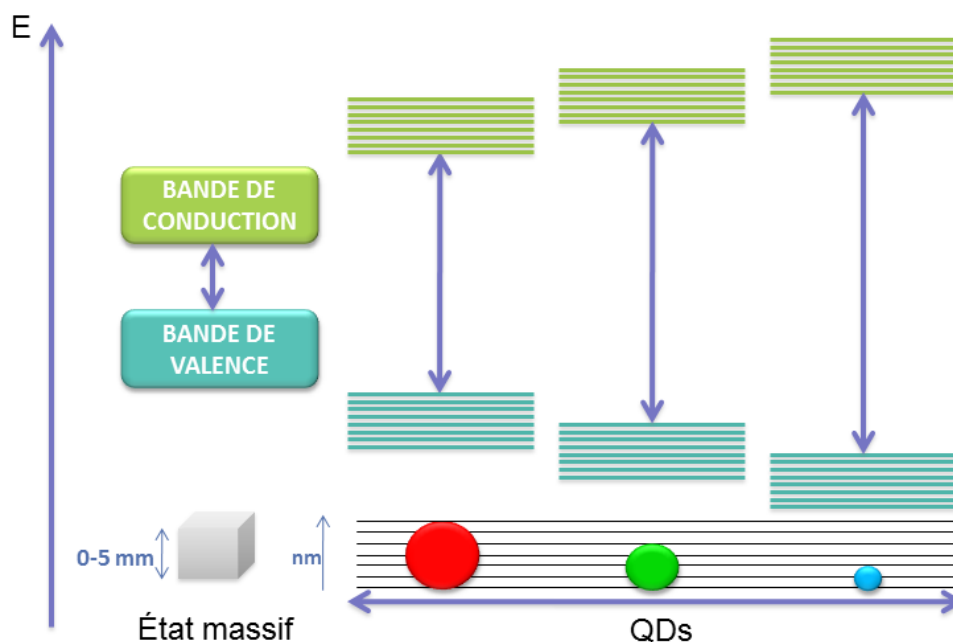 E
BANDE DE
CONDUCTION
BANDE DE
VALENCE
0-5 mm
nm
État massif
QDs